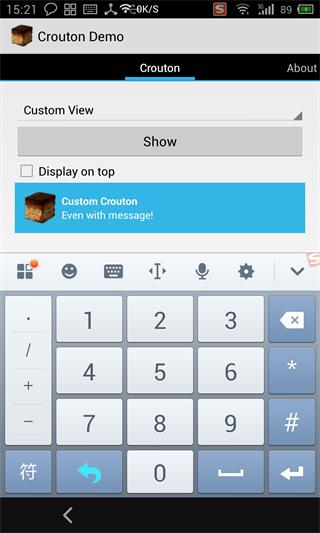 15:21 0K/S 3G 89
Crouton Demo
Crouton About
Custom View
Show
Display on top
Custom Crouton
Even with message!
S
· 1 2 3
/ 4 5 6 *
+
− 7 8 9 #
符 0